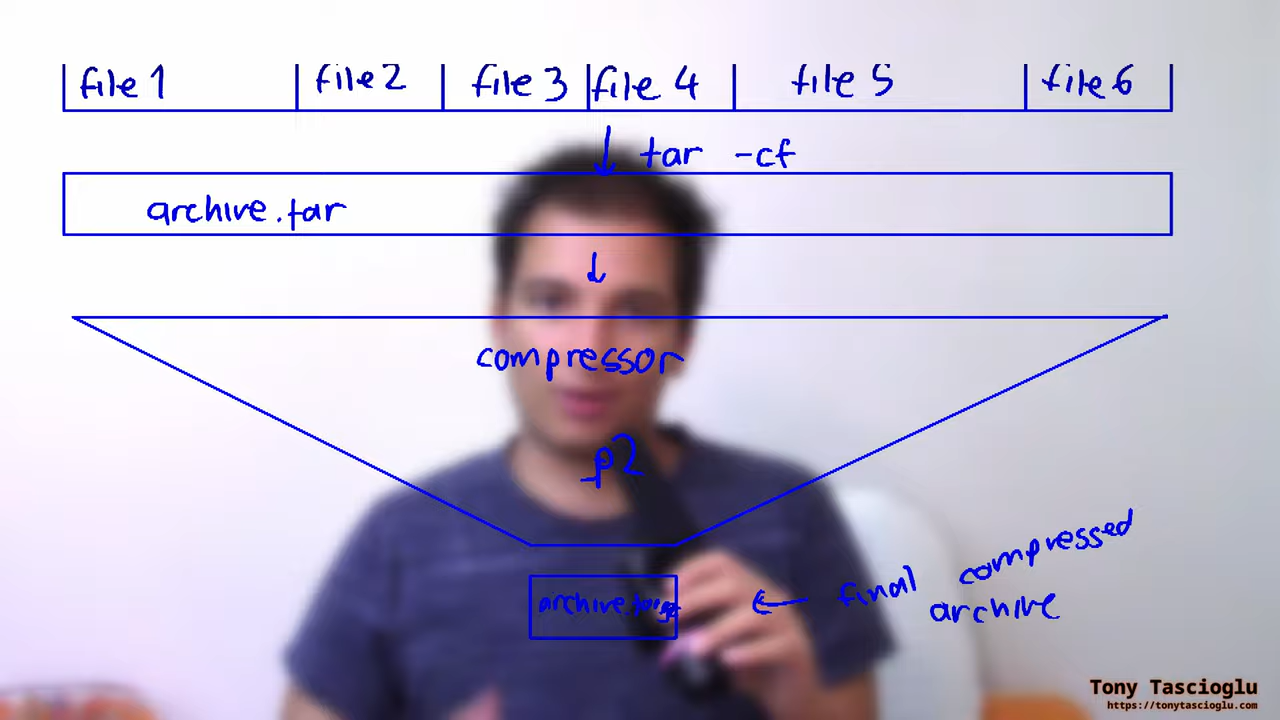 file 1 file 2 file 3 file 4 file 5 file 6
tar -cf
archive.tar
compressor
final compressed
archive
Tony Tascioglu
https://tonytascioglu.com